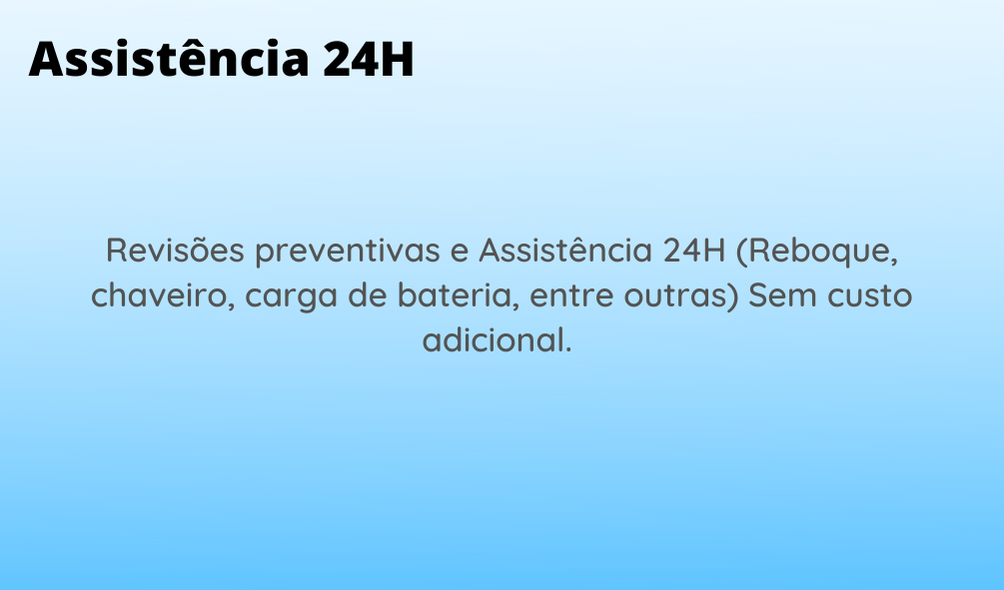 Assistência 24H
Revisões preventivas e Assistência 24H (Reboque,
chaveiro, carga de bateria, entre outras) Sem custo
adicional.